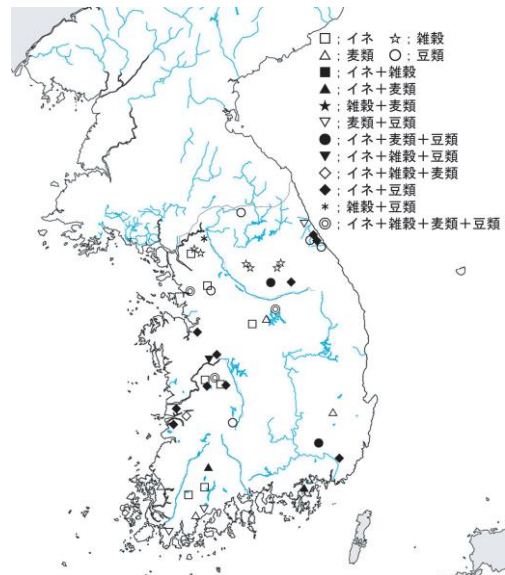 □；イネ　☆；雑穀
△；麦類　○；豆類
■；イネ＋雑穀
▲；イネ＋麦類
★；雑穀＋麦類
▽；麦類＋豆類
●；イネ＋麦類＋豆類
▼；イネ＋雑穀＋豆類
◇；イネ＋雑穀＋麦類
◆；イネ＋豆類
＊；雑穀＋豆類
◎；イネ＋雑穀＋麦類＋豆類